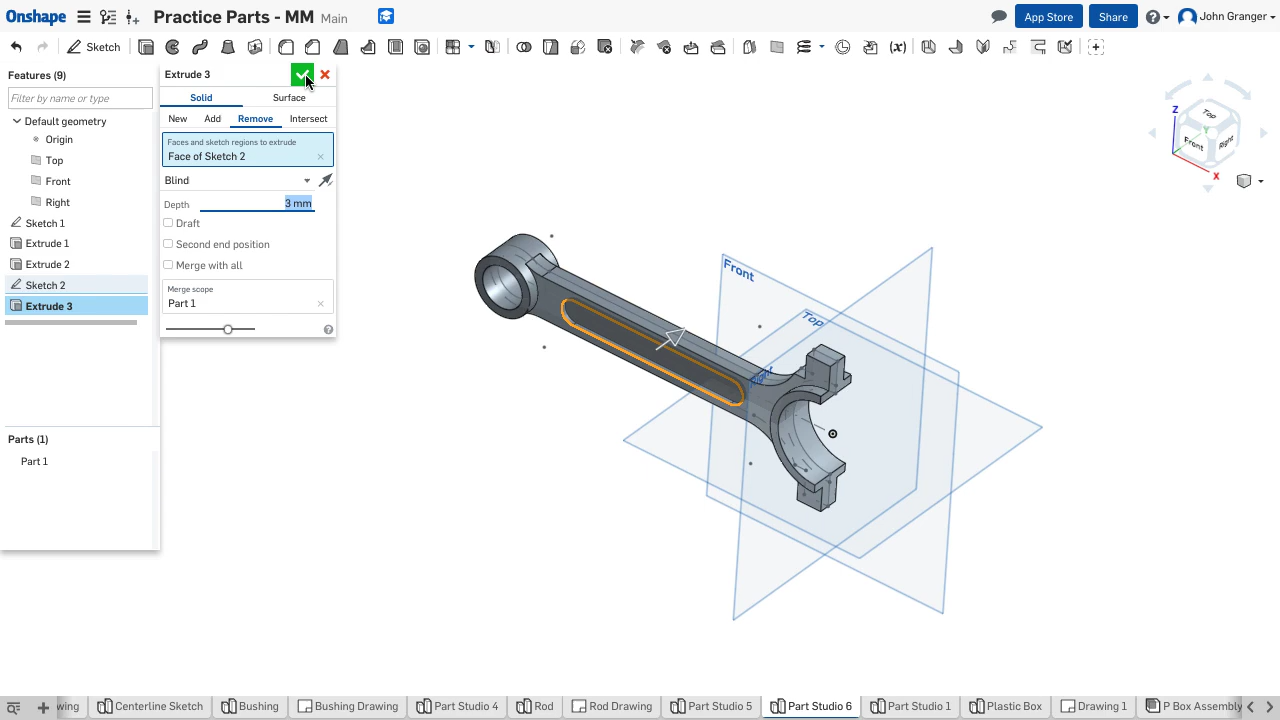 Onshape
Practice Parts - MM Main
App Store
Share
John Granger
Sketch
Features (9)
Filter by name or type
Default geometry
Origin
Top
Front
Right
Sketch 1
Extrude 1
Extrude 2
Sketch 2
Extrude 3
Parts (1)
Part 1
Extrude 3
Solid Surface
New Add Remove Intersect
Faces and sketch regions to extrude
Face of Sketch 2
Blind
Depth 3 mm
Draft
Second end position
Merge with all
Merge scope
Part 1
Front
Top
Right
Z
Top
Y
Front Right
X
wing Centerline Sketch Bushing Bushing Drawing Part Studio 4 Rod Rod Drawing Part Studio 5 Part Studio 6 Part Studio 1 Plastic Box Drawing 1 P Box Assembly